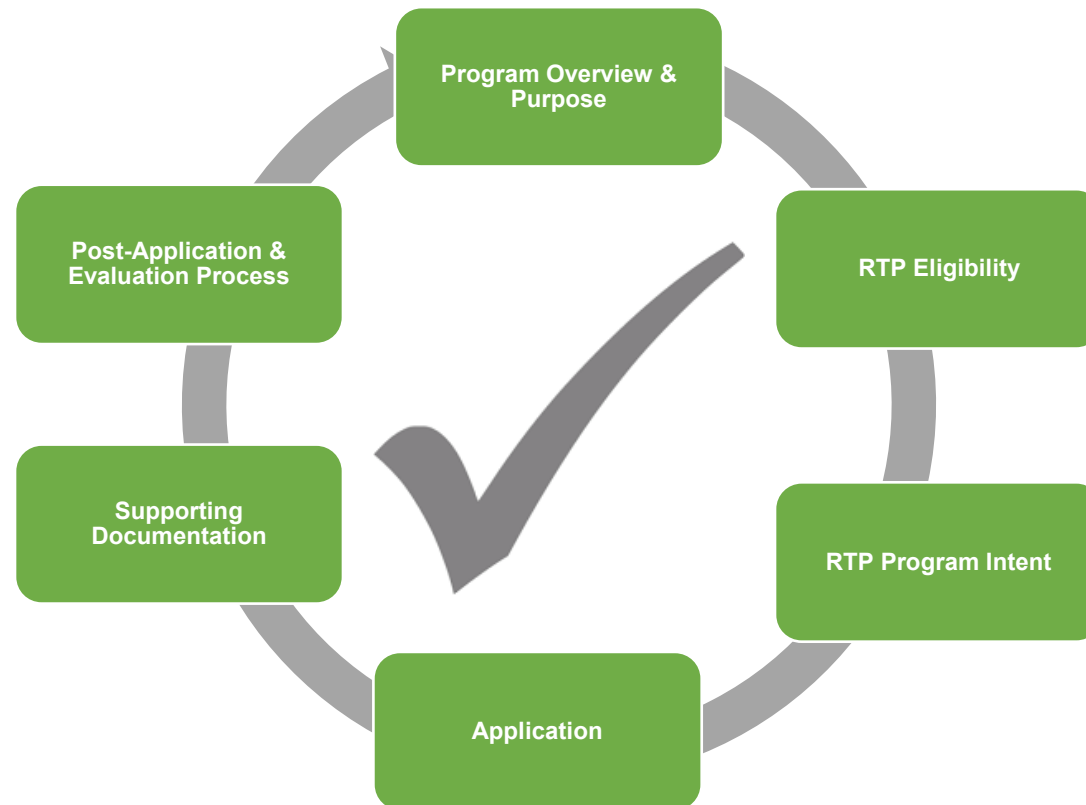 Program Overview &
Purpose
RTP Eligibility
RTP Program Intent
Application
Supporting
Documentation
Post-Application &
Evaluation Process